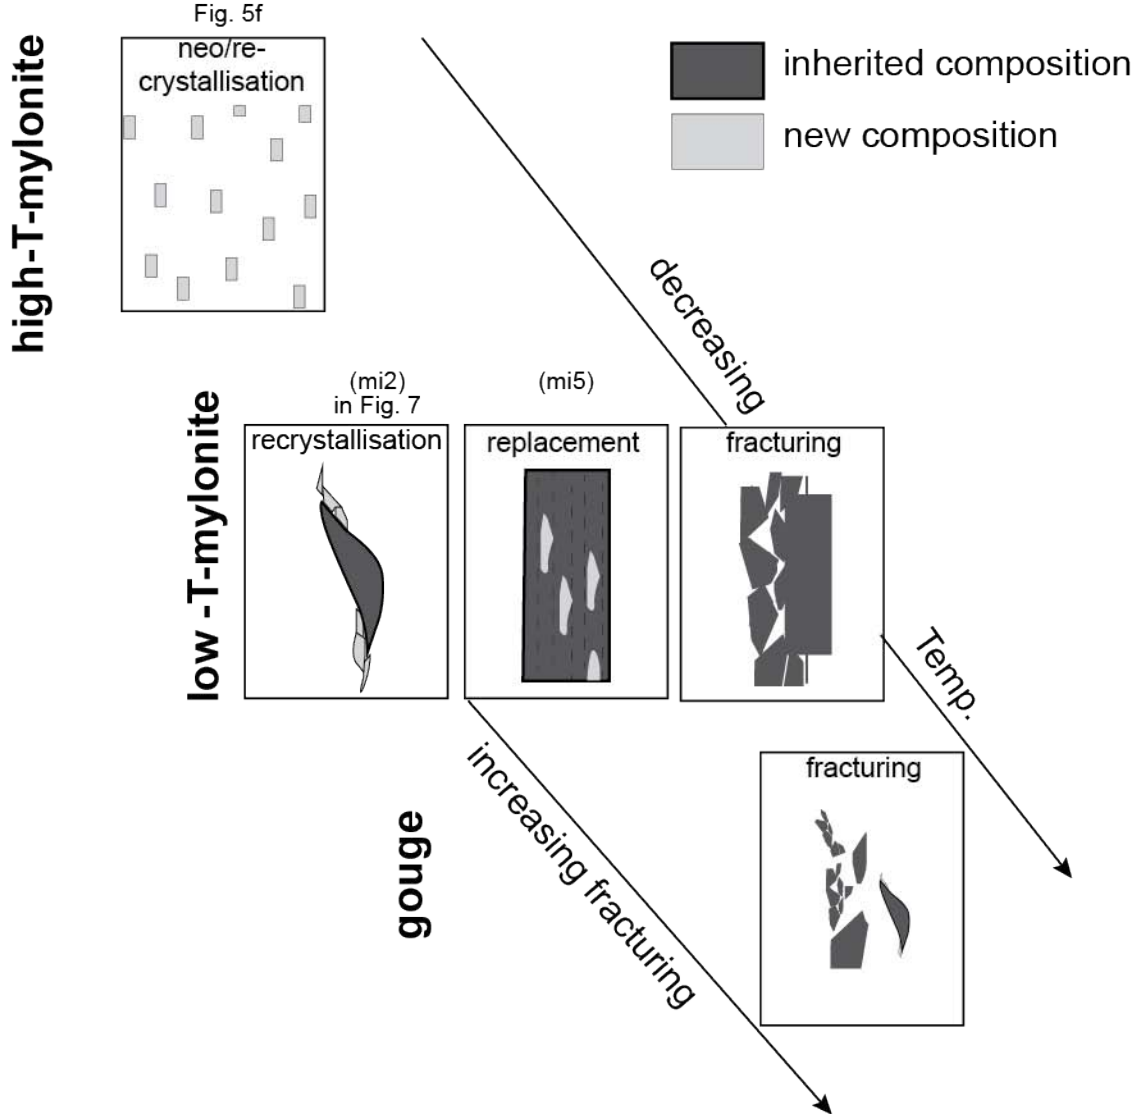 Fig. 5f
neo/re-
crystallisation
high-T-mylonite
inherited composition
new composition
decreasing
Temp.
(mi2)
in Fig. 7
(mi5)
low -T-mylonite
recrystallisation
replacement
fracturing
increasing fracturing
gouge
fracturing